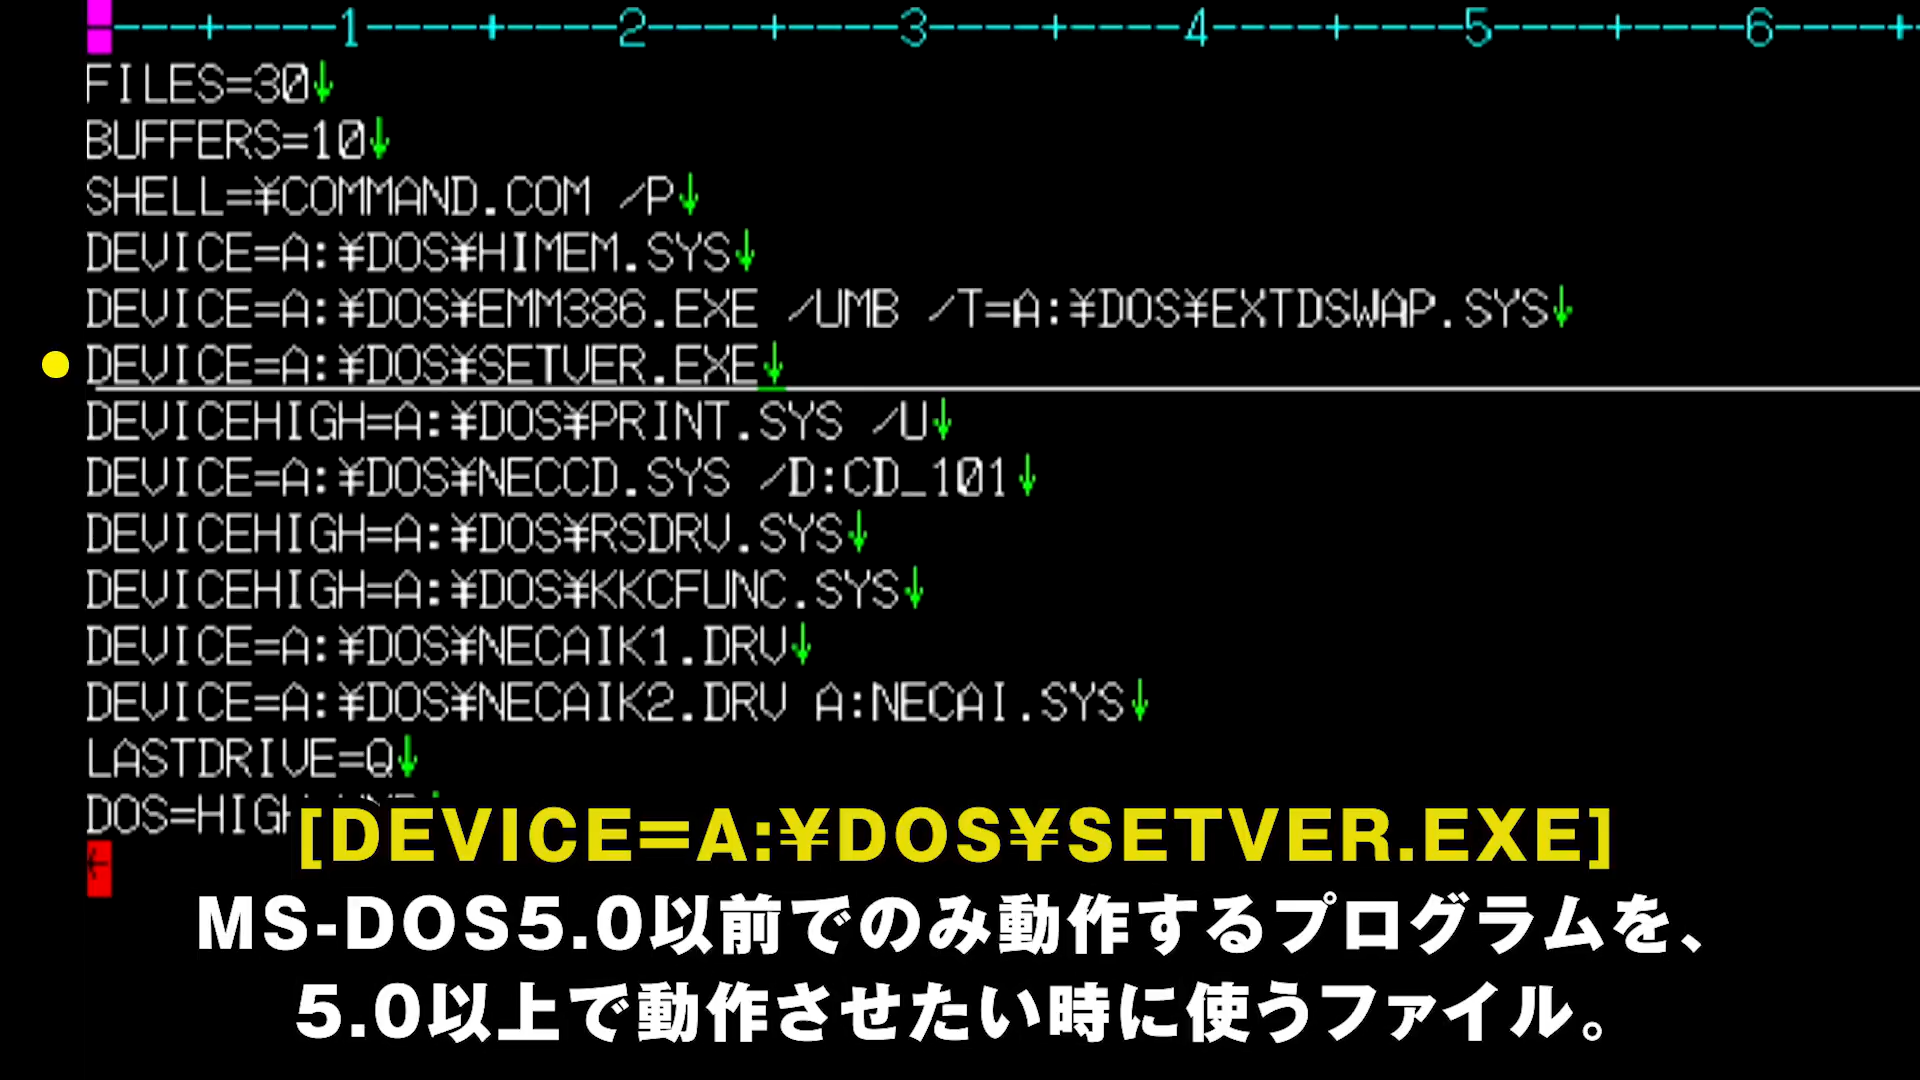 ----+----1----+----2----+----3----+----4----+----5----+----6----+
FILES=30↓
BUFFERS=10↓
SHELL=¥COMMAND.COM /P↓
DEVICE=A:¥DOS¥HIMEM.SYS↓
DEVICE=A:¥DOS¥EMM386.EXE /UMB /T=A:¥DOS¥EXTDSWAP.SYS↓
DEVICE=A:¥DOS¥SETVER.EXE↓
DEVICEHIGH=A:¥DOS¥PRINT.SYS /U↓
DEVICE=A:¥DOS¥NECCD.SYS /D:CD_101↓
DEVICEHIGH=A:¥DOS¥RSDRV.SYS↓
DEVICEHIGH=A:¥DOS¥KKCFUNC.SYS↓
DEVICE=A:¥DOS¥NECAIK1.DRV↓
DEVICE=A:¥DOS¥NECAIK2.DRV A:NECAI.SYS↓
LASTDRIVE=Q↓
DOS=HIGH
[DEVICE=A:¥DOS¥SETVER.EXE]
MS-DOS5.0以前でのみ動作するプログラムを、
5.0以上で動作させたい時に使うファイル。